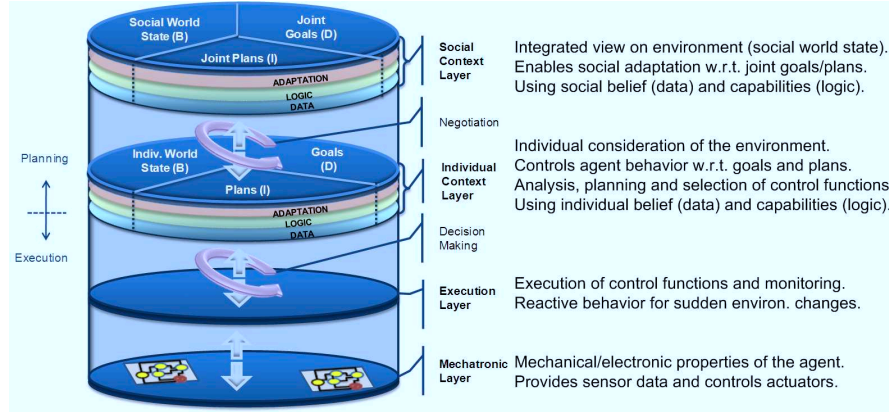 Social World
State (B)
Joint
Goals (D)
Joint Plans (I)
ADAPTATION
LOGIC
DATA
Social
Context
Layer
Integrated view on environment (social world state).
Enables social adaptation w.r.t. joint goals/plans.
Using social belief (data) and capabilities (logic).
Negotiation
Planning
Execution
Indiv. World
State (B)
Goals
(D)
Plans (I)
ADAPTATION
LOGIC
DATA
Individual
Context
Layer
Individual consideration of the environment.
Controls agent behavior w.r.t. goals and plans.
Analysis, planning and selection of control functions
Using individual belief (data) and capabilities (logic).
Decision
Making
Execution
Layer
Execution of control functions and monitoring.
Reactive behavior for sudden environ. changes.
Mechatronic
Layer
Mechanical/electronic properties of the agent.
Provides sensor data and controls actuators.